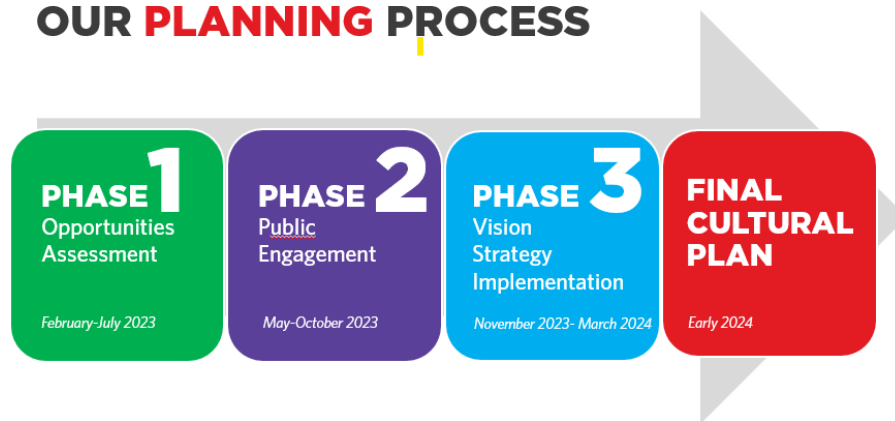 OUR PLANNING PROCESS
PHASE 1
Opportunities
Assessment
February-July 2023
PHASE 2
Public
Engagement
May-October 2023
PHASE 3
Vision
Strategy
Implementation
November 2023- March 2024
FINAL
CULTURAL
PLAN
Early 2024